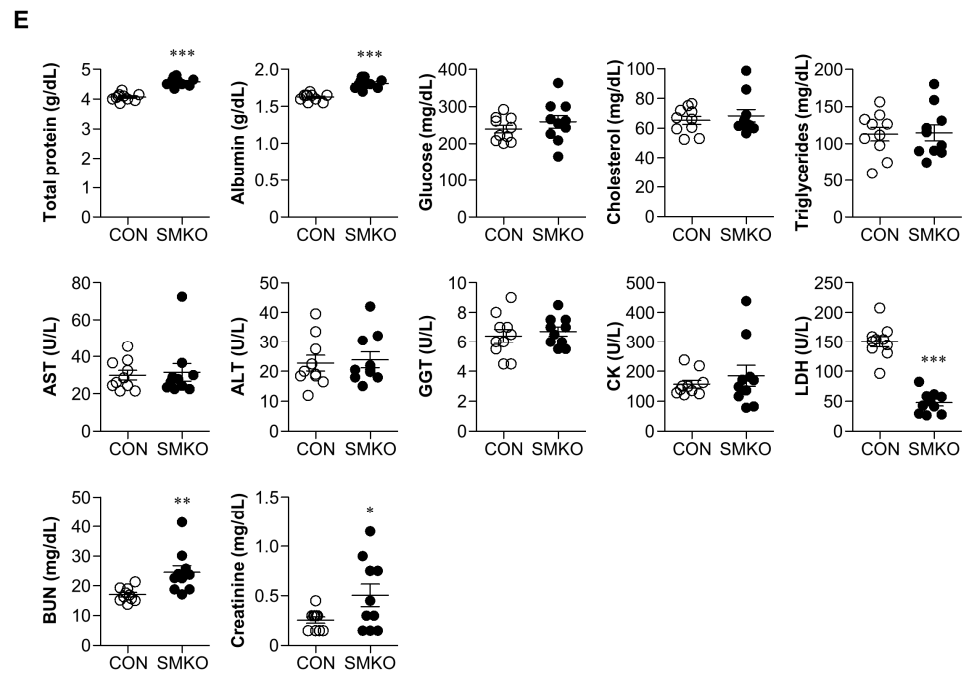 E
Total protein (g/dL)
5
4
3
2
1
0
***
CON SMKO
Albumin (g/dL)
2.0
1.5
1.0
0.5
0
***
CON SMKO
Glucose (mg/dL)
400
300
200
100
0
CON SMKO
Cholesterol (mg/dL)
100
80
60
40
20
0
CON SMKO
Triglycerides (mg/dL)
200
150
100
50
0
CON SMKO
AST (U/L)
80
60
40
20
0
CON SMKO
ALT (U/L)
50
40
30
20
10
0
CON SMKO
GGT (U/L)
10
8
6
4
2
0
CON SMKO
CK (U/L)
500
400
300
200
100
0
CON SMKO
LDH (U/L)
250
200
150
100
50
0
***
CON SMKO
BUN (mg/dL)
50
40
30
20
10
0
**
CON SMKO
Creatinine (mg/dL)
1.5
1.0
0.5
0
*
CON SMKO